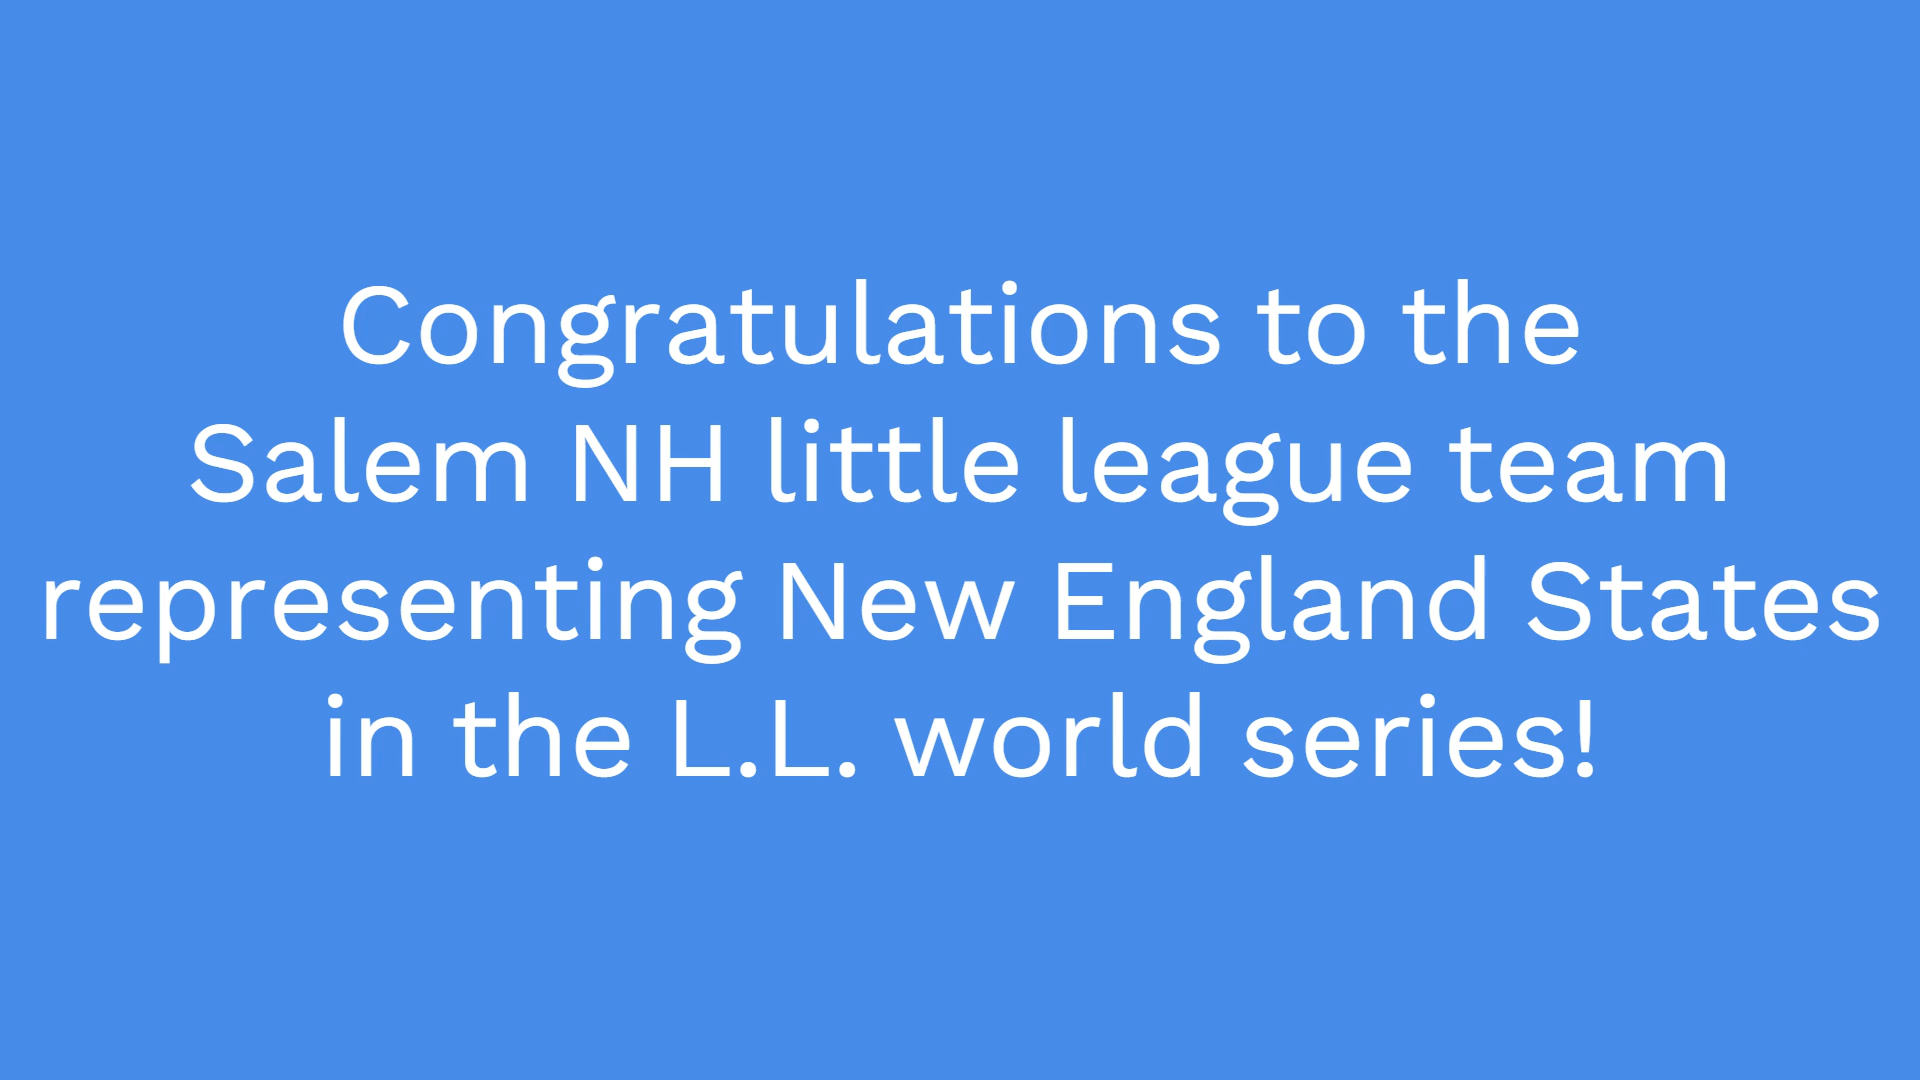 Congratulations to the
Salem NH little league team
representing New England States
in the L.L. world series!